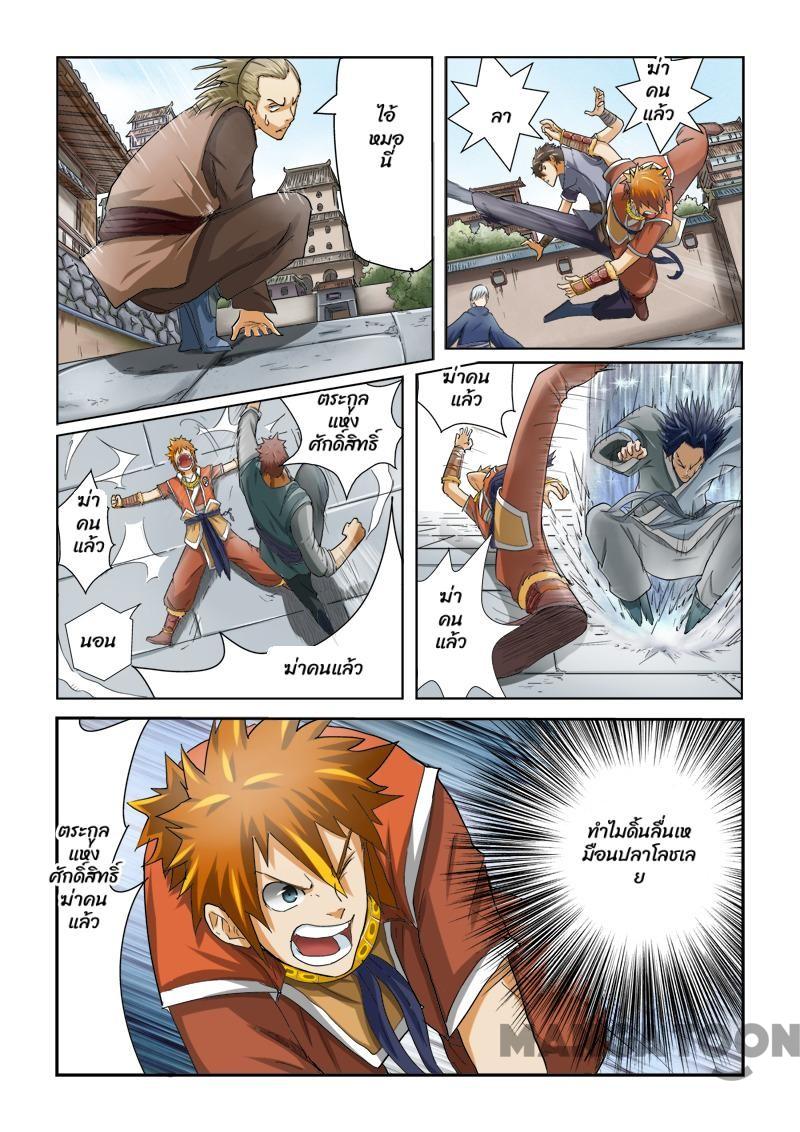 ไอ้
หมอ
นี่
ฆ่า
คน
แล้ว
ลา
ตระกูล
แห่ง
ศักดิ์สิทธิ์
ฆ่า
คน
แล้ว
นอน
ฆ่าคนแล้ว
ฆ่าคน
แล้ว
ฆ่า
คน
แล้ว
ตระกูล
แห่ง
ศักดิ์สิทธิ์
ฆ่าคน
แล้ว
ทำไมดิ้นลื่นเห
มือนปลาโลชเล
ย
MANGATOON